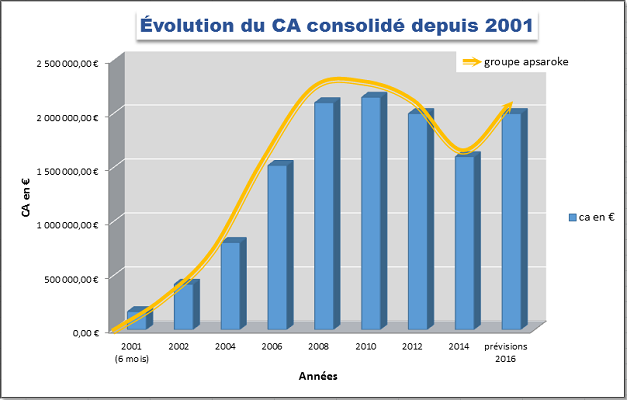 Évolution du CA consolidé depuis 2001
groupe apsaroke
2 500 000,00 €
2 000 000,00 €
1 500 000,00 €
1 000 000,00 €
500 000,00 €
0,00 €
CA en €
ca en €
2001
(6 mois)
2002
2004
2006
2008
2010
2012
2014
prévisions
2016
Années